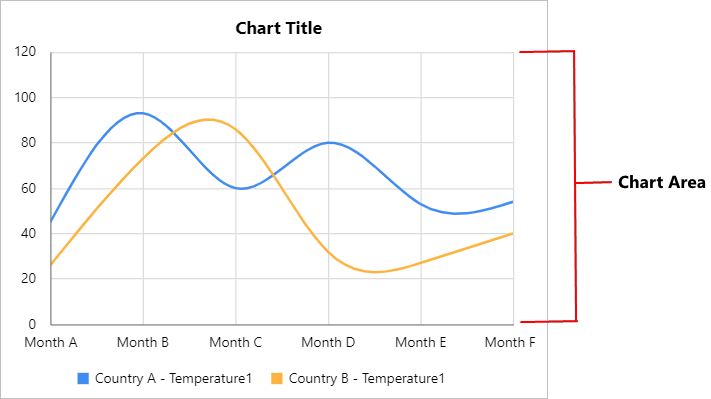 Chart Title
120
100
80
60
40
20
0
Month A Month B Month C Month D Month E Month F
Country A - Temperature1 Country B - Temperature1
Chart Area